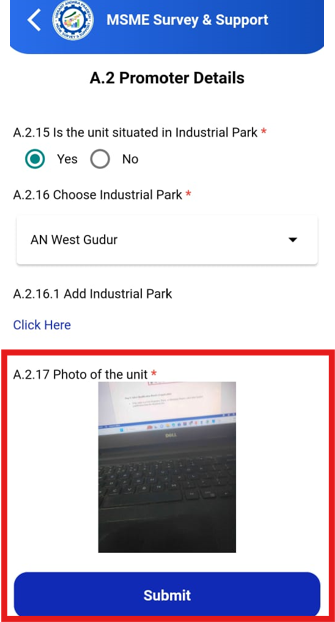 MSME Survey & Support
A.2 Promoter Details
A.2.15 Is the unit situated in Industrial Park *
Yes No
A.2.16 Choose Industrial Park *
AN West Gudur
A.2.16.1 Add Industrial Park
Click Here
A.2.17 Photo of the unit *
DELL
Submit